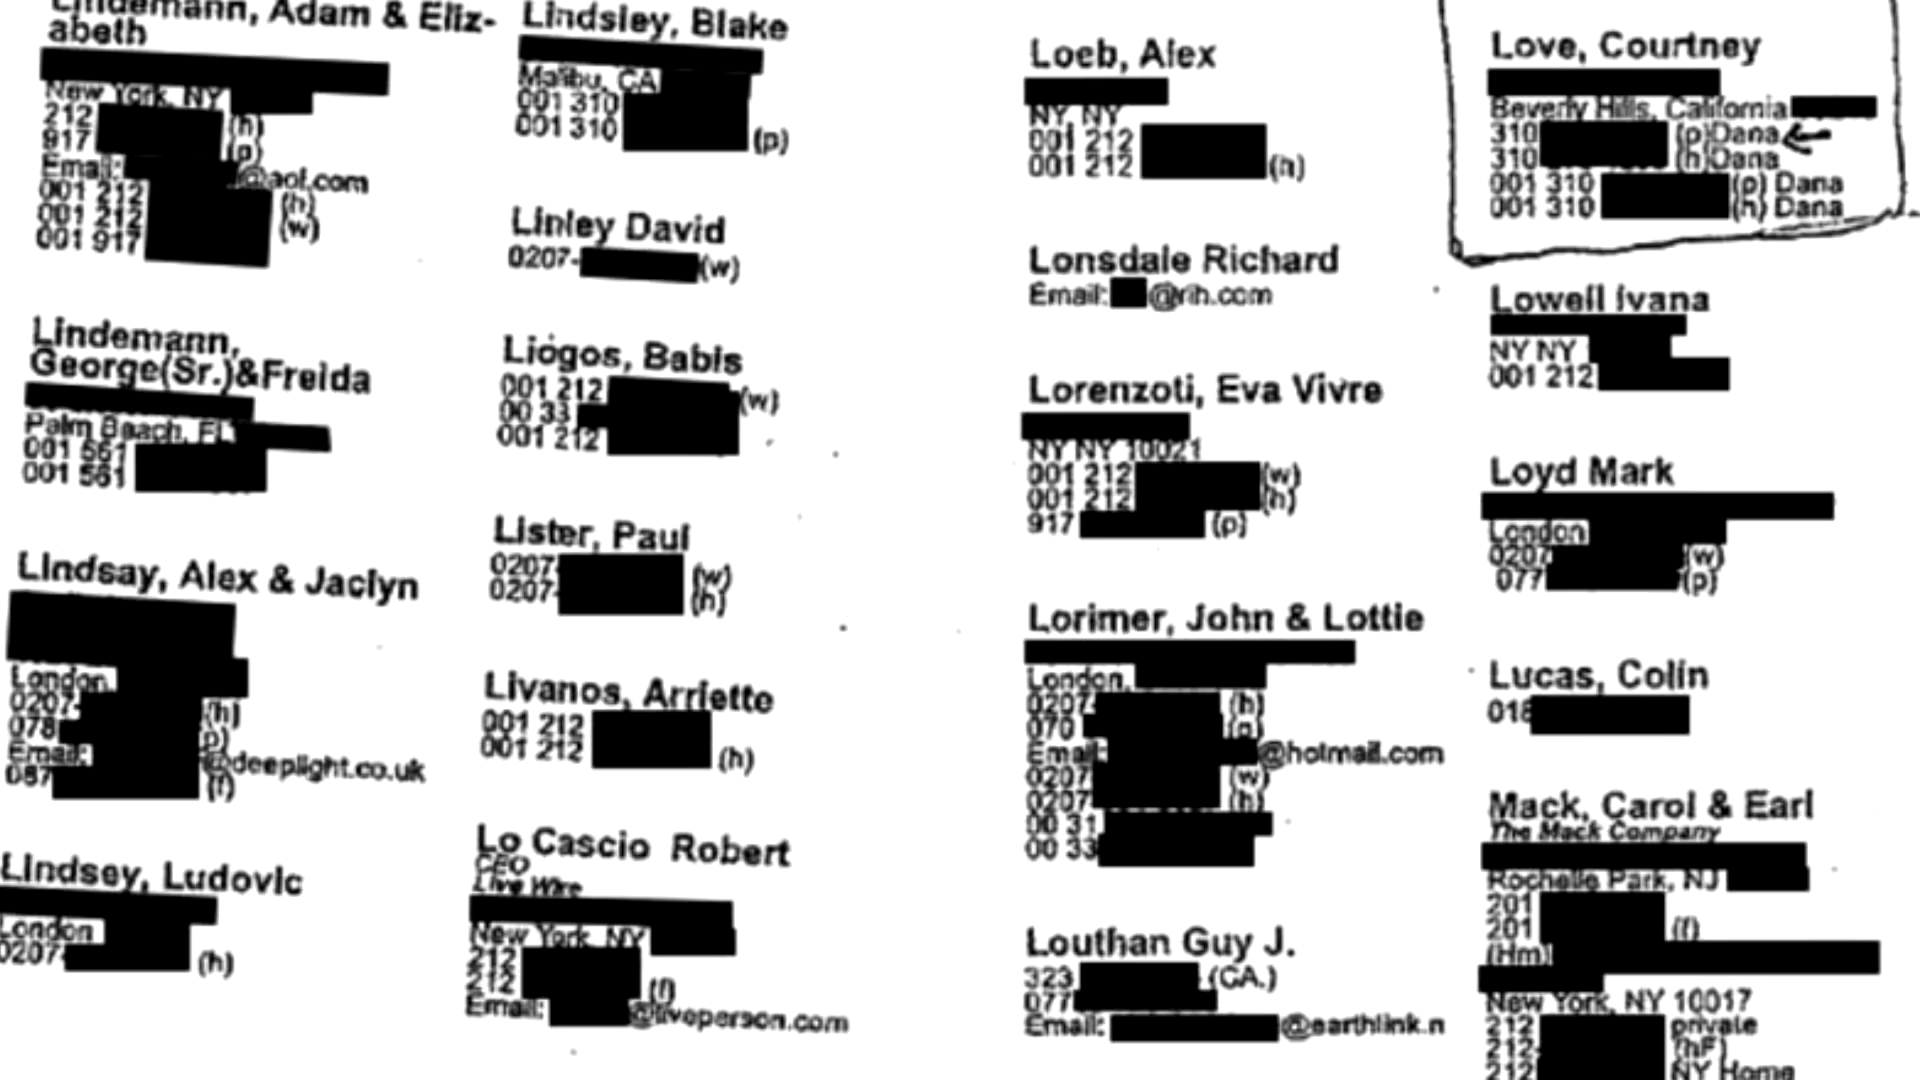 Lindemann, Adam & Eliz-
abeth
New York, NY
212 (h)
917 (p)
Email: @aol.com
001 212 (h)
001 212 (w)
001 917
Lindemann,
George(Sr.)&Freida
Palm Beach, FL
001 561
001 561
Lindsay, Alex & Jaclyn
London,
0207- (h)
078 p)
Email: @deeplight.co.uk
087 (f)
Lindsey, Ludovic
London
0207 (h)
Lindsley, Blake
Malibu, CA
001 310
001 310 (p)
Linley David
0207- (w)
Liogos, Babis
001 212 (w)
00 33
001 212
Lister, Paul
0207 (w)
0207- (h)
Livanos, Arriette
001 212
001 212 (h)
Lo Cascio Robert
CEO
Live Wire
New York, NY
212
212 (f)
Email: @liveperson.com
Loeb, Alex
NY, NY
001 212
001 212 (h)
Lonsdale Richard
Email: @rih.com
Lorenzoti, Eva Vivre
NY NY 10021
001 212 (w)
001 212 (h)
917 (p)
Lorimer, John & Lottie
London,
0207 (h)
070 (p)
Email: @hotmail.com
0207 (w)
0207 (h)
00 31
00 33
Louthan Guy J.
323 (CA.)
077
Email: @earthlink.n
Love, Courtney
Beverly Hills, California
310 (p)Dana
310 (h)Dana
001 310 (p) Dana
001 310 (h) Dana
Lowell Ivana
NY NY
001 212
Loyd Mark
London
0207 (w)
077 (p)
Lucas, Colin
018
Mack, Carol & Earl
The Mack Company
Rochelle Park, NJ
201
201 (f)
(Hm)
New York, NY 10017
212 private
212- (hF)
212 NY Home